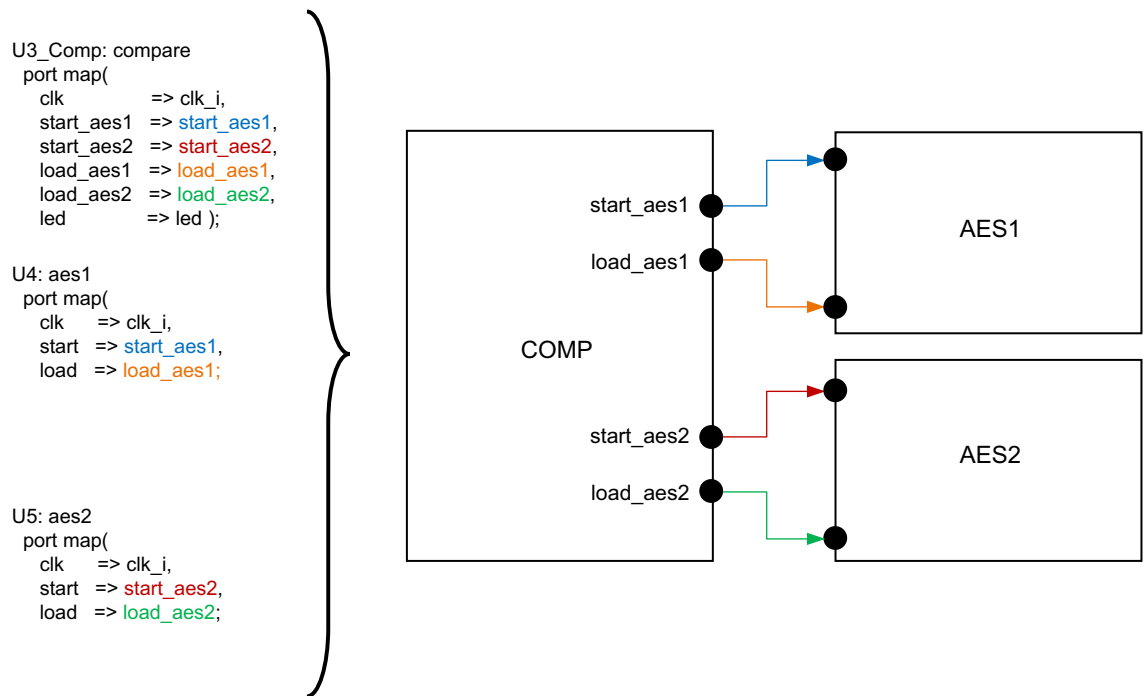 U3_Comp: compare
port map(
clk => clk_i,
start_aes1 => start_aes1,
start_aes2 => start_aes2,
load_aes1 => load_aes1,
load_aes2 => load_aes2,
led => led );
U4: aes1
port map(
clk => clk_i,
start => start_aes1,
load => load_aes1;
U5: aes2
port map(
clk => clk_i,
start => start_aes2,
load => load_aes2;
start_aes1
load_aes1
COMP
start_aes2
load_aes2
AES1
AES2